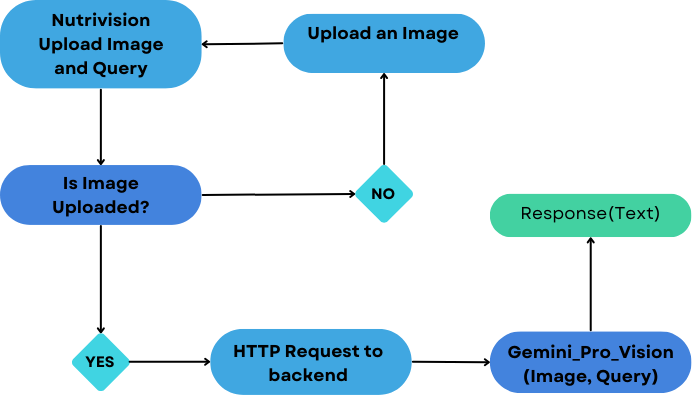 Nutrivision
Upload Image
and Query
Upload an Image
Is Image
Uploaded?
NO
Response(Text)
YES
HTTP Request to
backend
Gemini_Pro_Vision
(Image, Query)